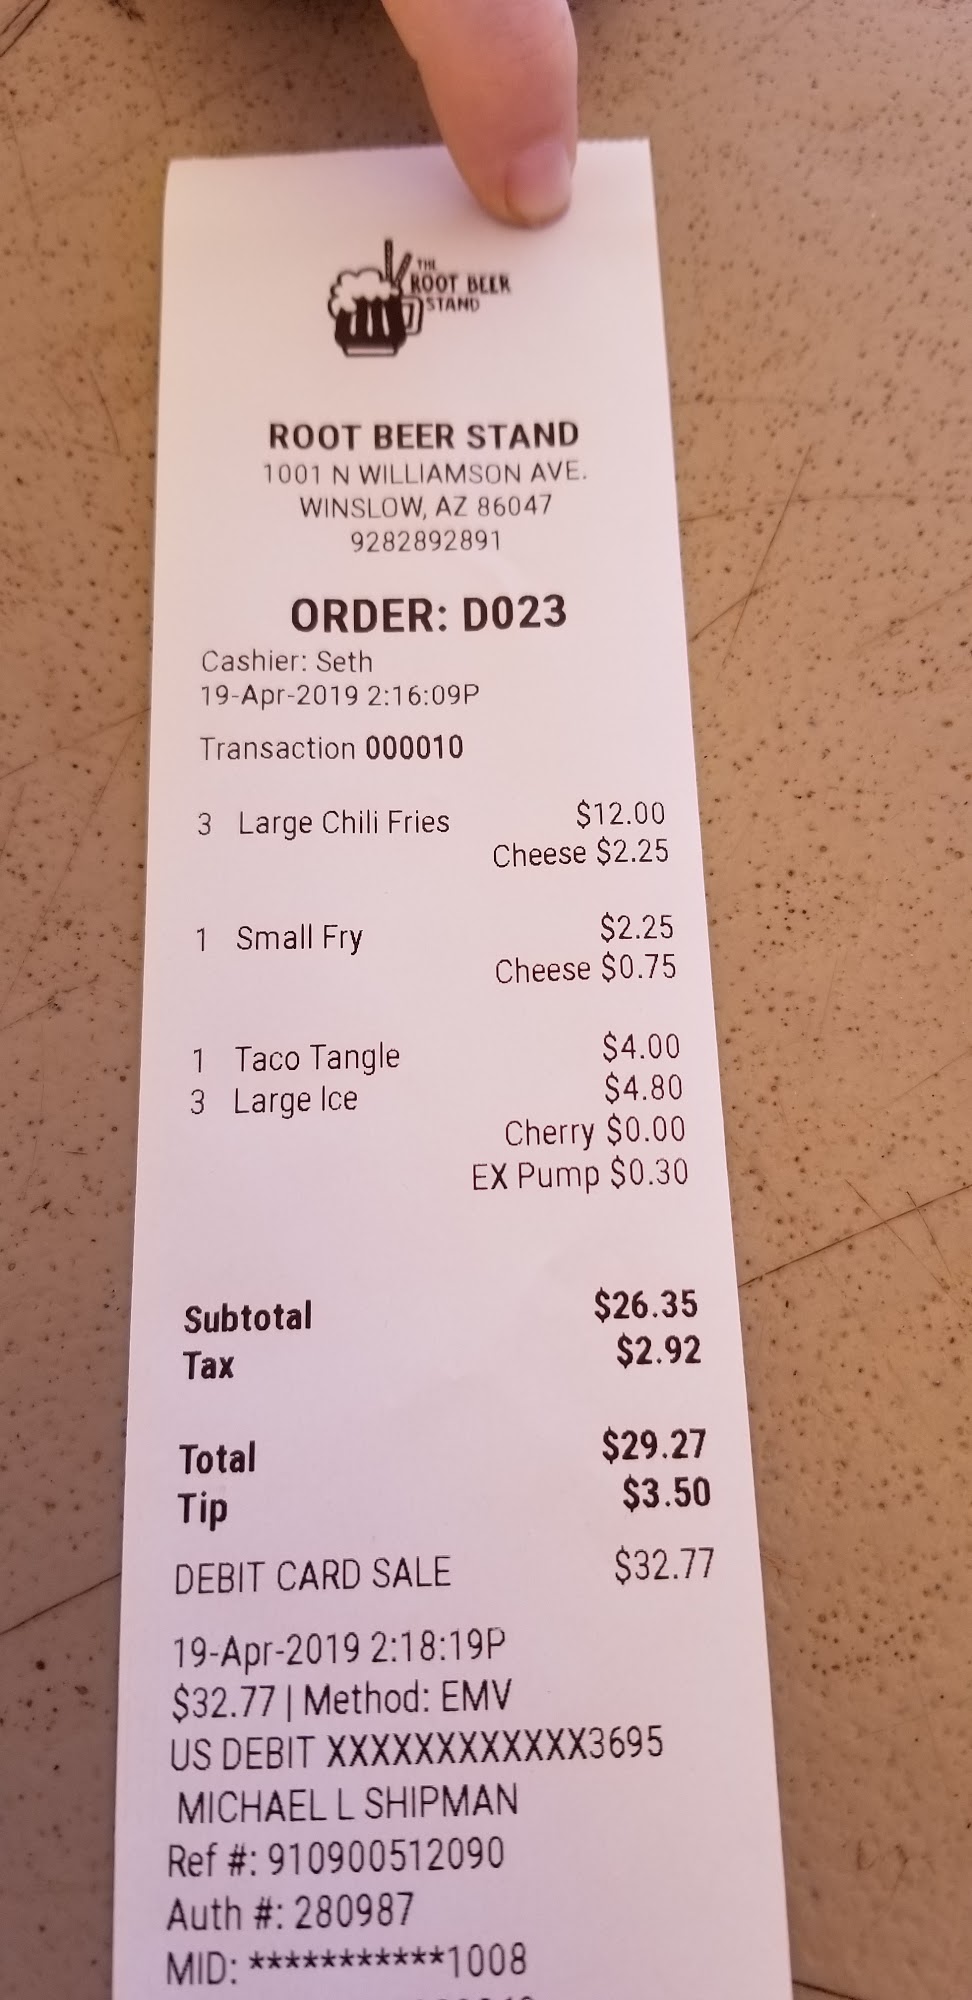 THE
ROOT BEER
STAND
ROOT BEER STAND
1001 N WILLIAMSON AVE.
WINSLOW, AZ 86047
9282892891
ORDER: D023
Cashier: Seth
19-Apr-2019 2:16:09P
Transaction 000010
3 Large Chili Fries $12.00
Cheese $2.25
1 Small Fry $2.25
Cheese $0.75
1 Taco Tangle $4.00
3 Large Ice $4.80
Cherry $0.00
EX Pump $0.30
Subtotal $26.35
Tax $2.92
Total $29.27
Tip $3.50
DEBIT CARD SALE $32.77
19-Apr-2019 2:18:19P
$32.77 | Method: EMV
US DEBIT XXXXXXXXXXXX3695
MICHAEL L SHIPMAN
Ref #: 910900512090
Auth #: 280987
MID: ***********1008